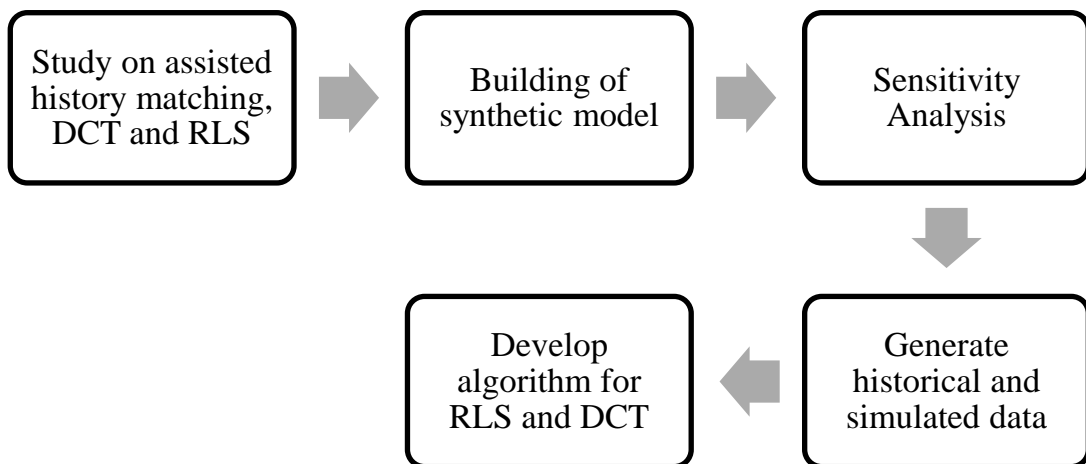 Study on assisted
history matching,
DCT and RLS
Building of
synthetic model
Sensitivity
Analysis
Generate
historical and
simulated data
Develop
algorithm for
RLS and DCT